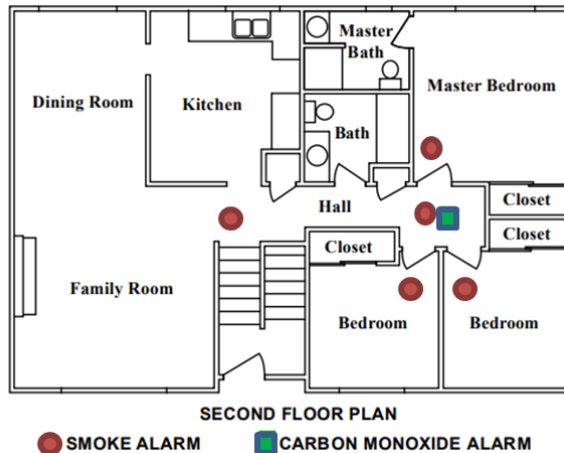 Master
Bath
Dining Room
Kitchen
Master Bedroom
Bath
Hall
Closet
Closet
Closet
Family Room
Bedroom
Bedroom
SECOND FLOOR PLAN
SMOKE ALARM
CARBON MONOXIDE ALARM